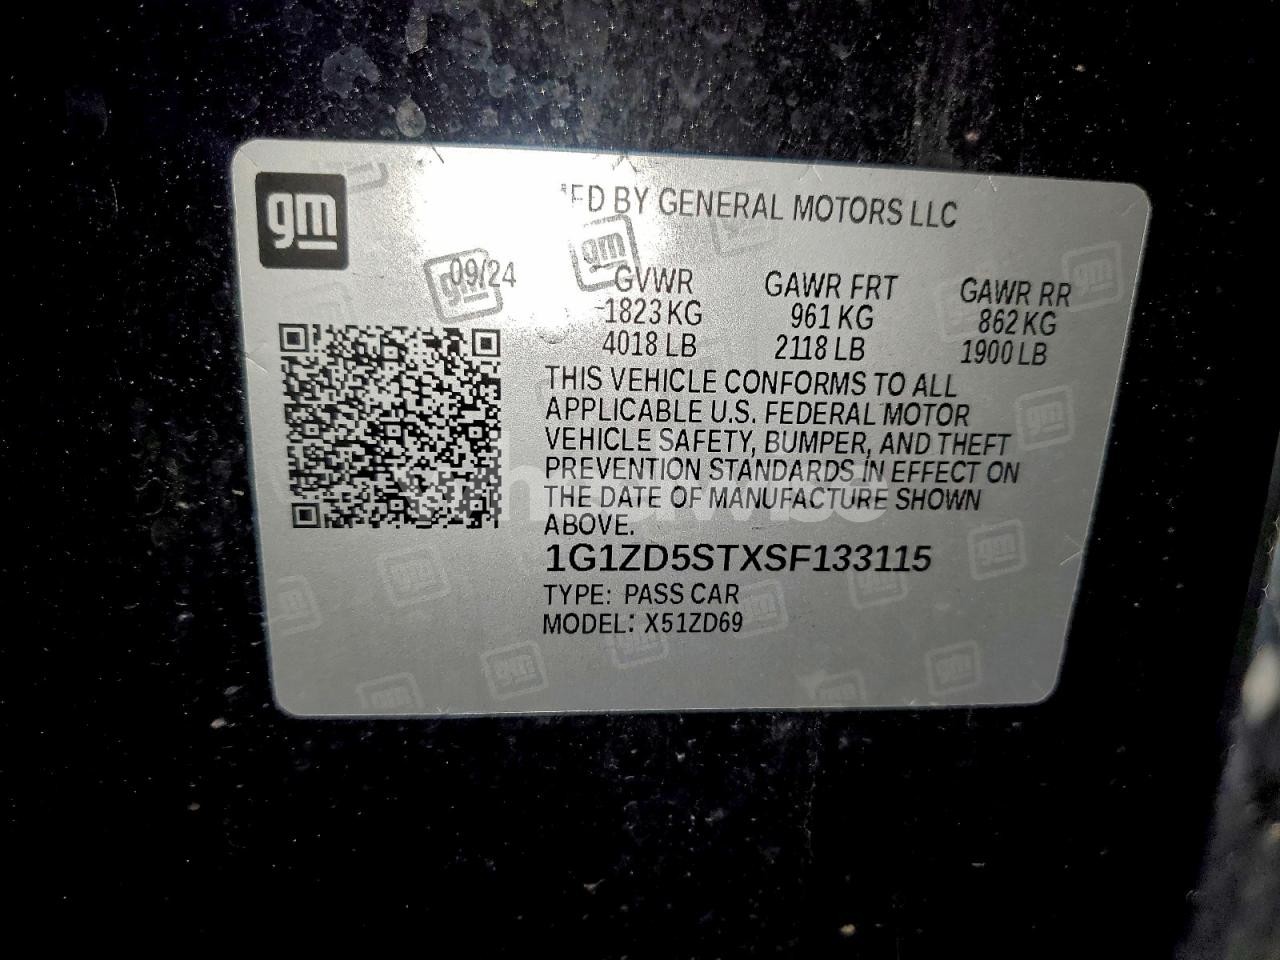 gm
MFD BY GENERAL MOTORS LLC
09/24
GVWR GAWR FRT GAWR RR
1823 KG 961 KG 862 KG
4018 LB 2118 LB 1900 LB
THIS VEHICLE CONFORMS TO ALL
APPLICABLE U.S. FEDERAL MOTOR
VEHICLE SAFETY, BUMPER, AND THEFT
PREVENTION STANDARDS IN EFFECT ON
THE DATE OF MANUFACTURE SHOWN
ABOVE.
1G1ZD5STXSF133115
TYPE: PASS CAR
MODEL: X51ZD69